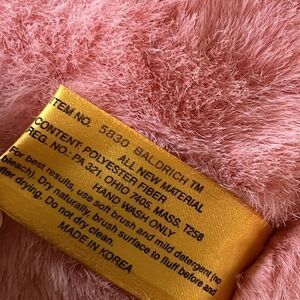 ITEM NO. 5830 BALDRICH TM
ALL NEW MATERIAL
CONTENT: POLYESTER FIBER
REG. NO. PA 321, OHIO 7405, MASS. T258
HAND WASH ONLY
For best results, use soft brush and mild detergent (no
bleach). Dry naturally, brush surface to fluff before and
after drying. Do not dry clean.
MADE IN KOREA